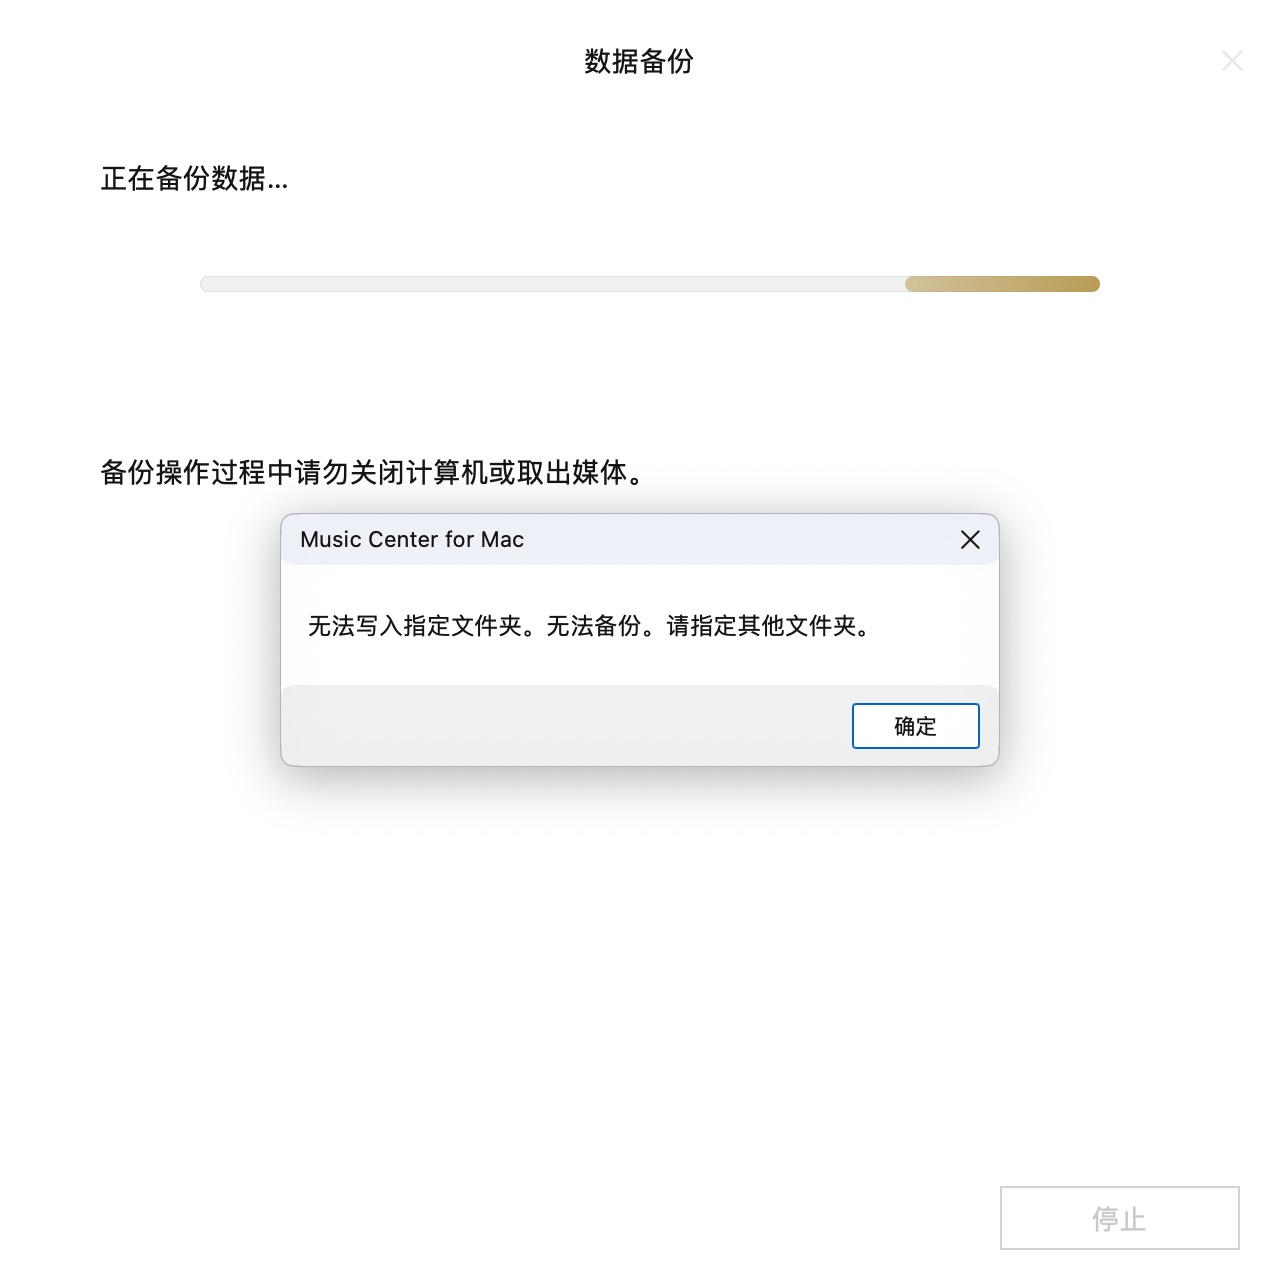 数据备份
正在备份数据...
备份操作过程中请勿关闭计算机或取出媒体。
Music Center for Mac
无法写入指定文件夹。无法备份。请指定其他文件夹。
确定
停止